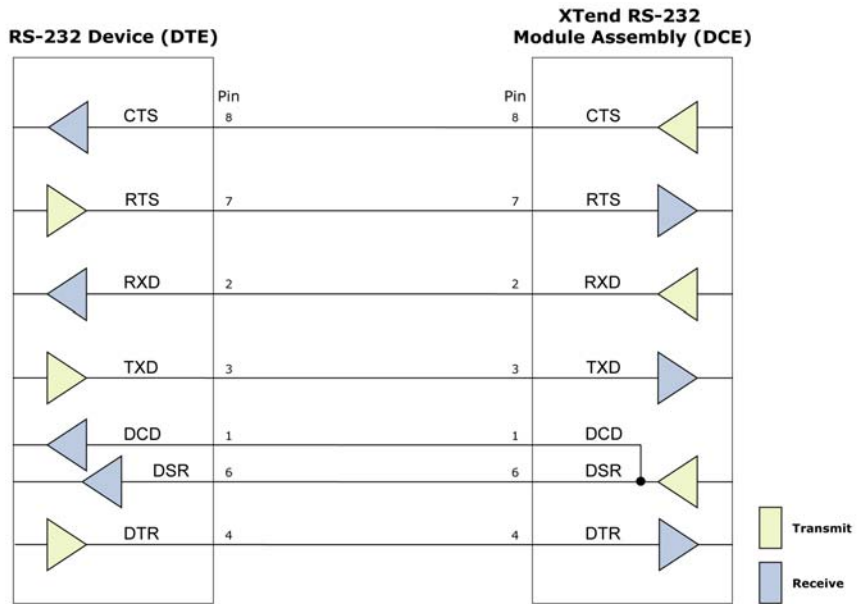 XTend RS-232
RS-232 Device (DTE) Module Assembly (DCE)
Pin Pin
CTS 8 8 CTS
RTS 7 7 RTS
RXD 2 2 RXD
TXD 3 3 TXD
DCD 1 1 DCD
DSR 6 6 DSR
DTR 4 4 DTR
Transmit
Receive